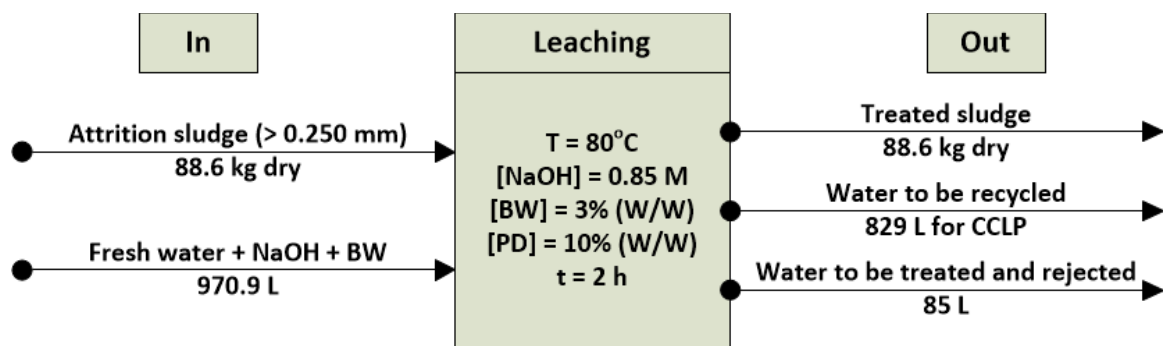 In
Leaching
Out
Attrition sludge (> 0.250 mm)
88.6 kg dry
Fresh water + NaOH + BW
970.9 L
T = 80°C
[NaOH] = 0.85 M
[BW] = 3% (W/W)
[PD] = 10% (W/W)
t = 2 h
Treated sludge
88.6 kg dry
Water to be recycled
829 L for CCLP
Water to be treated and rejected
85 L